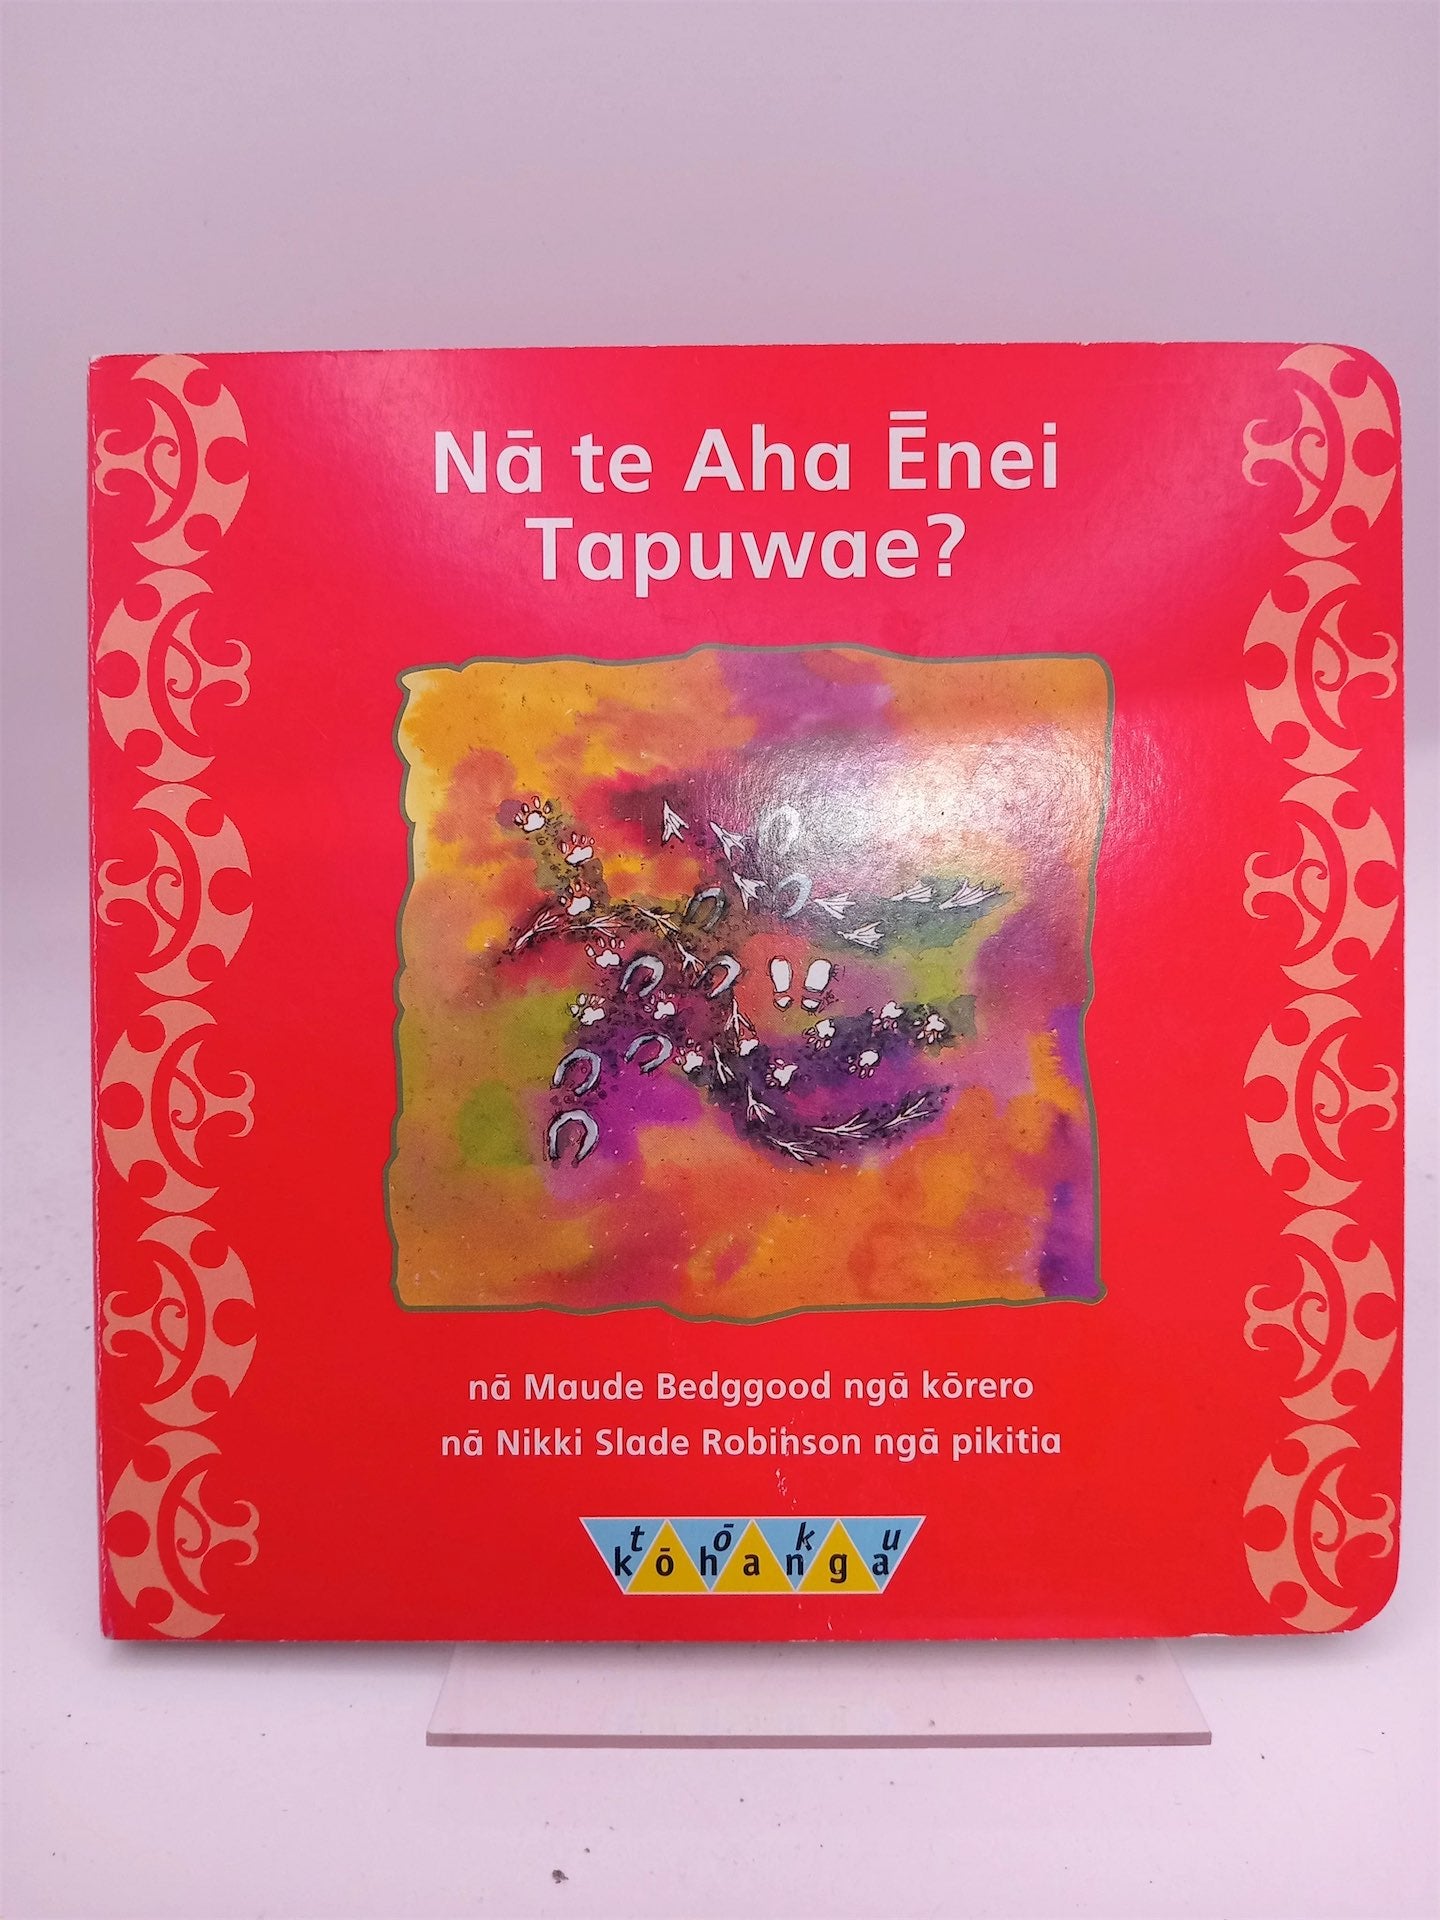 Nā te Aha Ēnei
Tapuwae?
nā Maude Bedggood ngā kōrero
nā Nikki Slade Robinson ngā pikitia
tōku
kōhanga